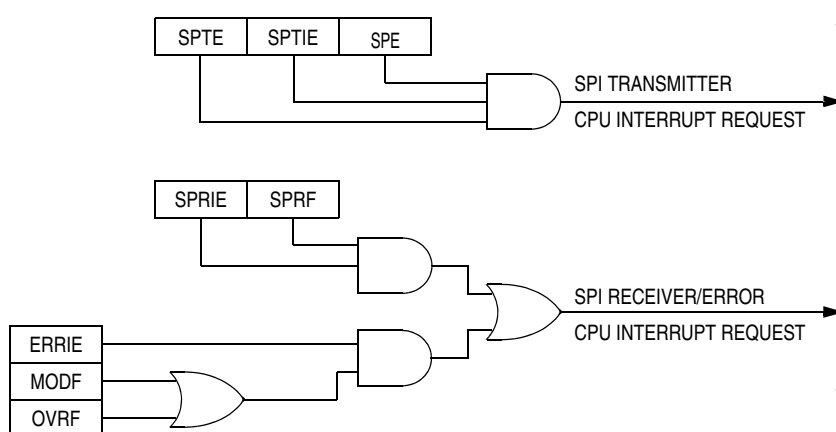 SPTE SPTIE SPE
SPI TRANSMITTER
CPU INTERRUPT REQUEST
SPRIE SPRF
SPI RECEIVER/ERROR
CPU INTERRUPT REQUEST
ERRIE
MODF
OVRF